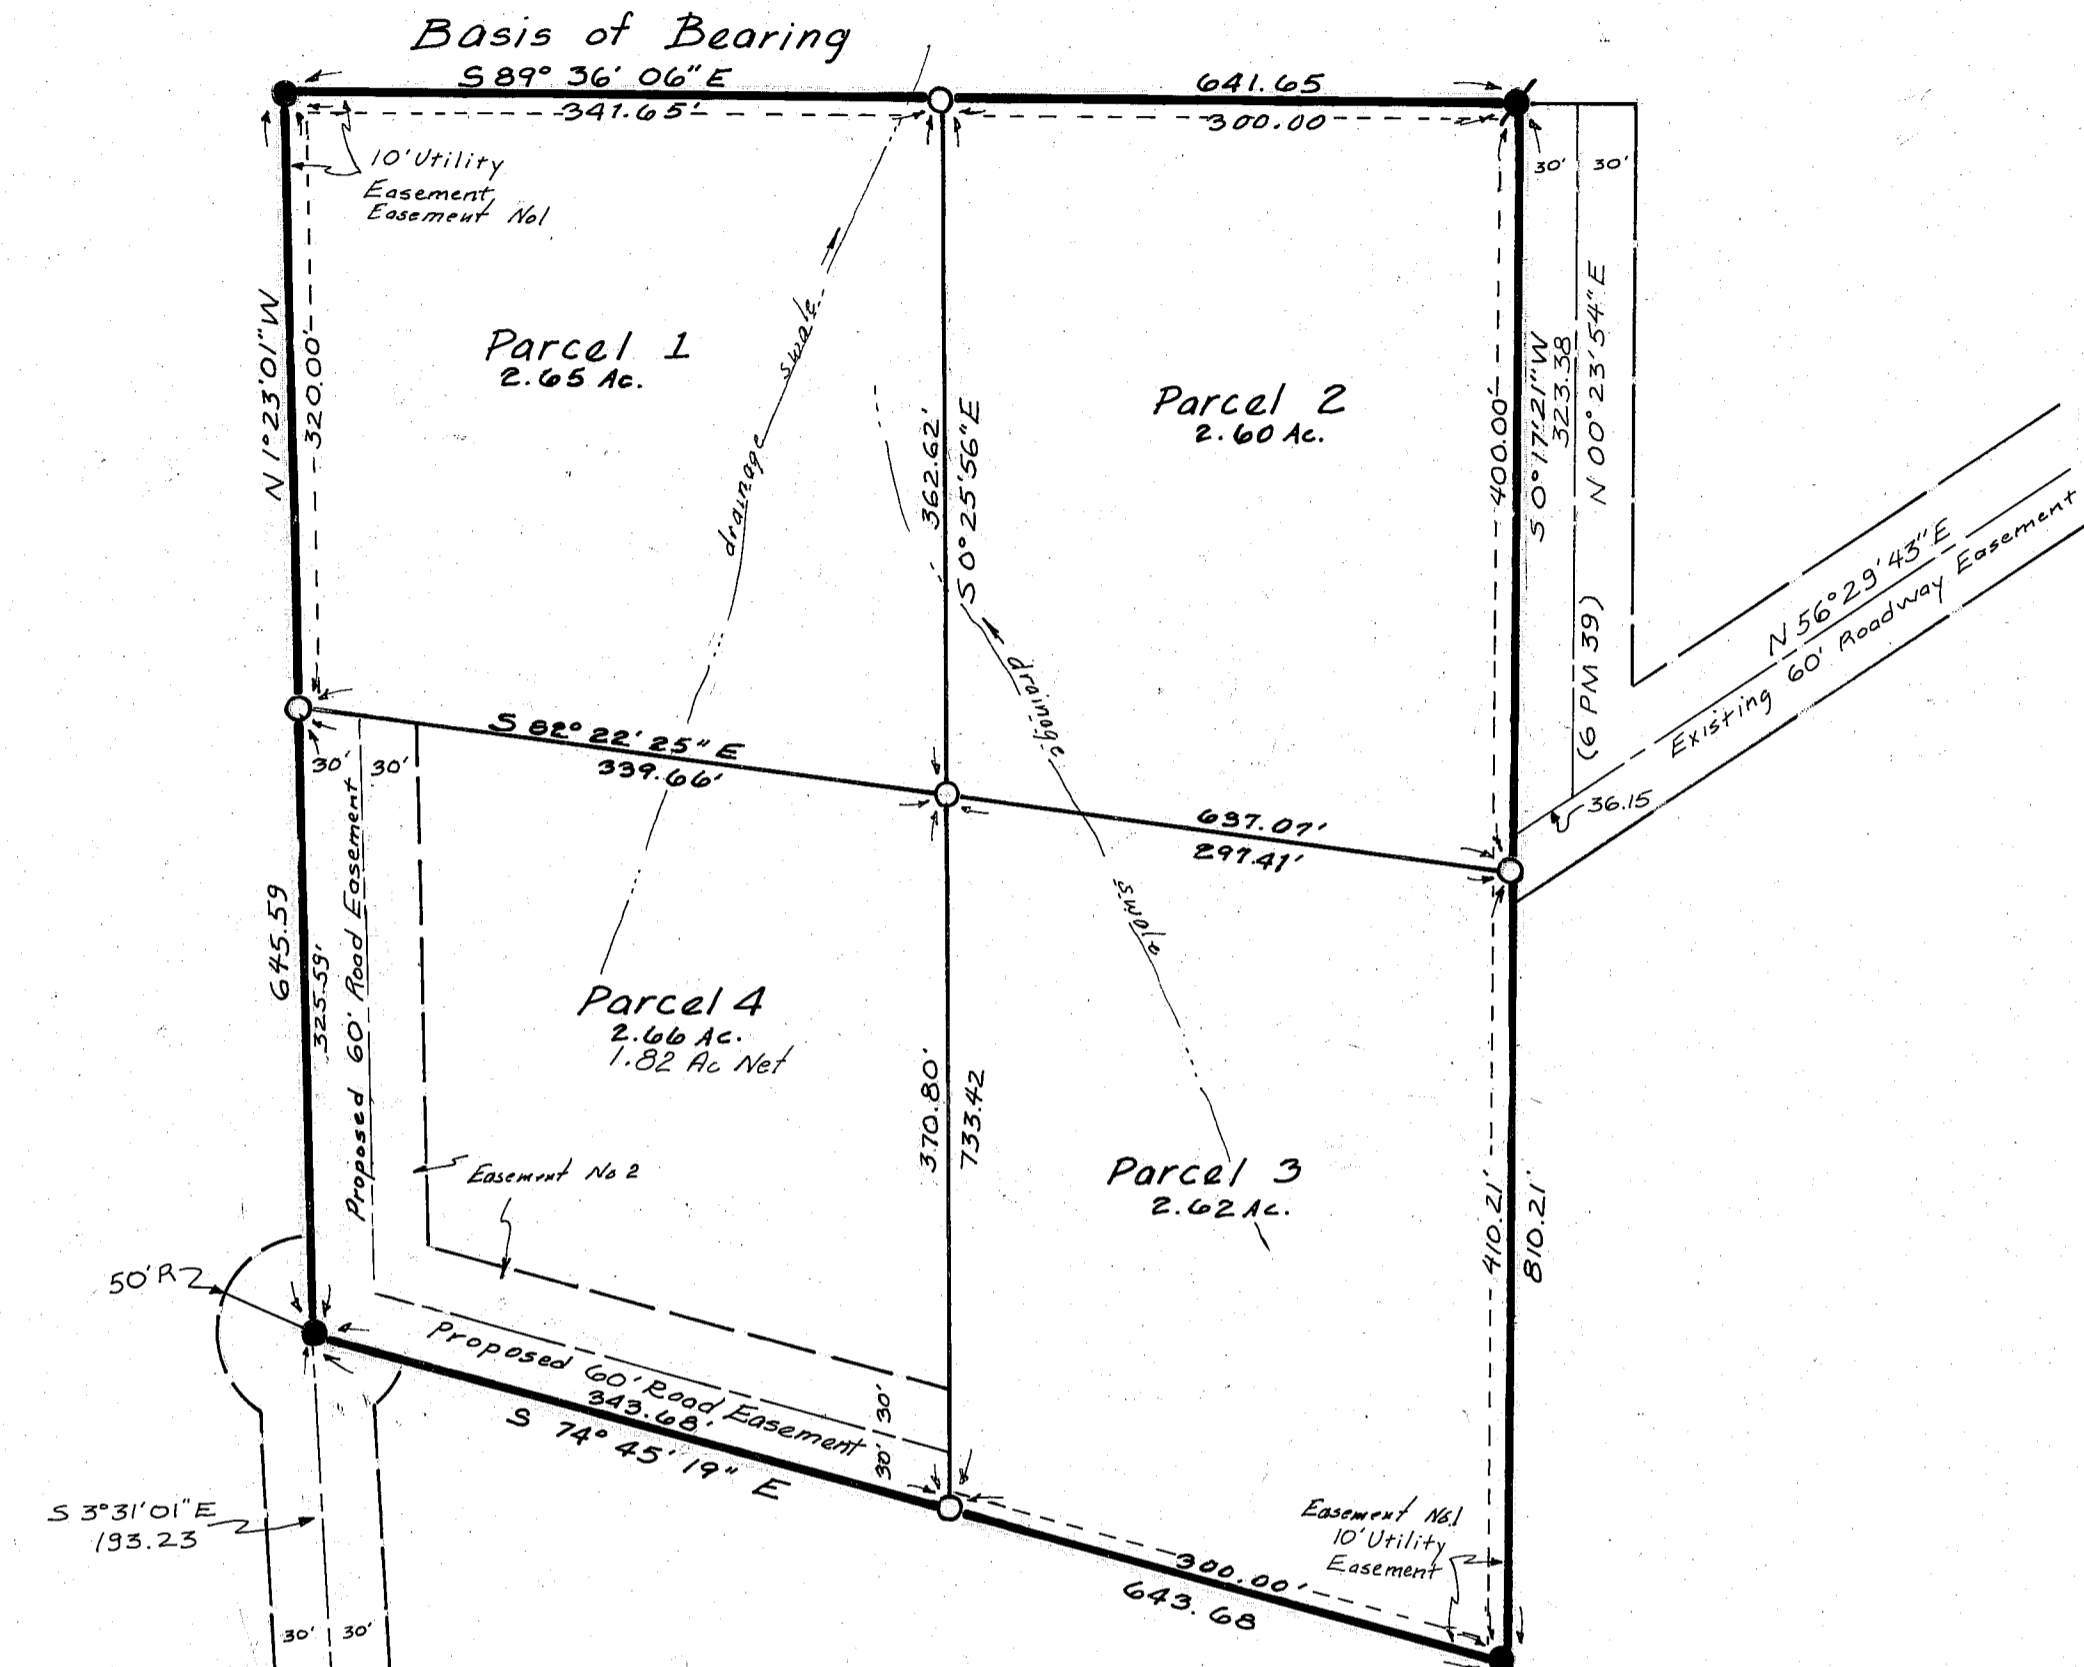 Basis of Bearing
S 89° 36' 06" E
641.65
341.65'
300.00
10' Utility
Easement
Easement No1
30'
30'
N 1° 23' 01" W
320.00'
Parcel 1
2.65 Ac.
drainage swale
362.62'
S 0° 25' 56" E
Parcel 2
2.60 Ac.
400.00'
S 0° 17' 21" W
323.38
N 00° 23' 54" E
(6 PM 39)
N 56° 29' 43" E
Existing 60' Roadway Easement
36.15
drainage
swale
S 82° 22' 25" E
339.66'
637.07'
297.41'
30'
30'
645.59
325.59'
Proposed 60' Road Easement
Parcel 4
2.66 Ac.
1.82 Ac Net
370.80'
733.42
Easement No 2
Parcel 3
2.62 Ac.
410.21'
810.21'
50' R
Proposed 60' Road Easement
30'
30'
343.68'
S 74° 45' 19" E
S 3° 31' 01" E
193.23
300.00'
643.68
Easement No.1
10' Utility
Easement
30'
30'